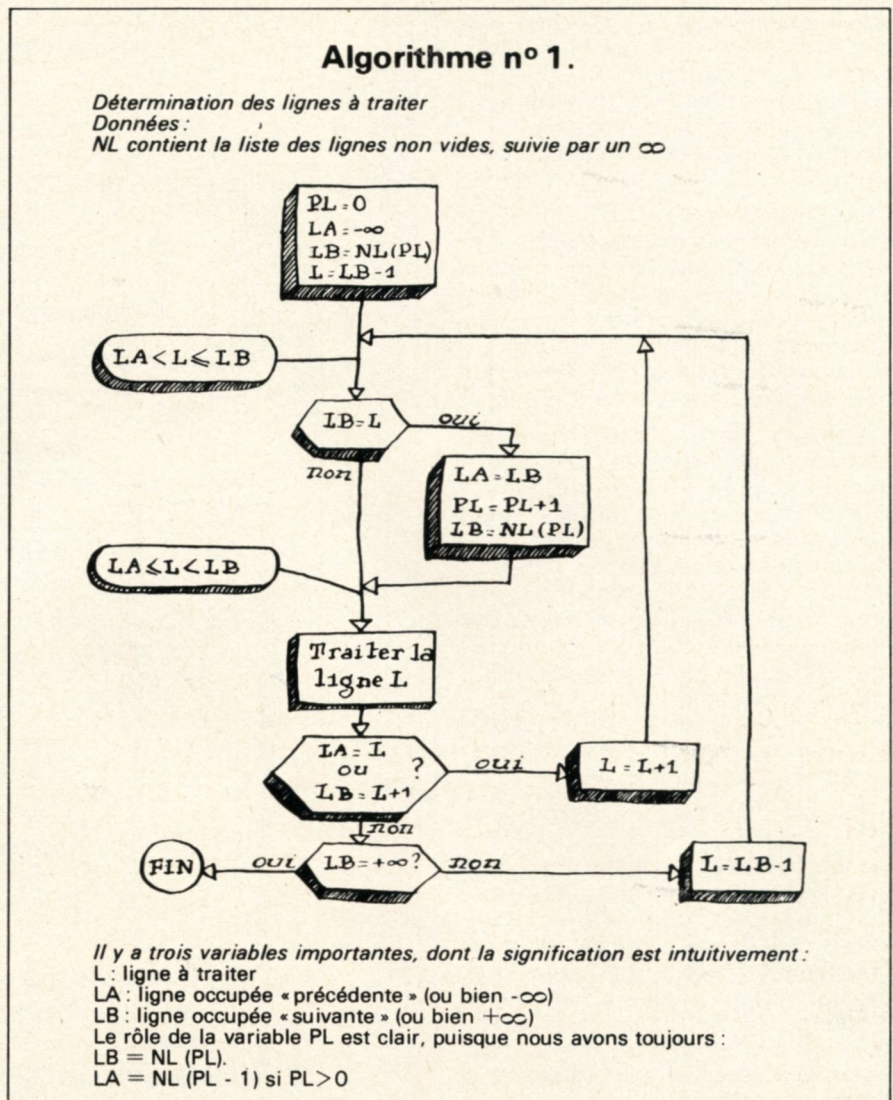 Algorithme nº 1.
Détermination des lignes à traiter
Données :
NL contient la liste des lignes non vides, suivie par un ∞
PL=0
LA=-∞
LB=NL(PL)
L=LB-1
LA<L⩽LB
LB=L
oui
non
LA=LB
PL=PL+1
LB=NL(PL)
LA⩽L<LB
Traiter la
ligne L
LA=L
ou ?
LB=L+1
oui
L=L+1
non
LB=+∞?
oui
FIN
non
L=LB-1
Il y a trois variables importantes, dont la signification est intuitivement :
L : ligne à traiter
LA : ligne occupée « précédente » (ou bien -∞)
LB : ligne occupée « suivante » (ou bien +∞)
Le rôle de la variable PL est clair, puisque nous avons toujours :
LB = NL (PL).
LA = NL (PL - 1) si PL>0